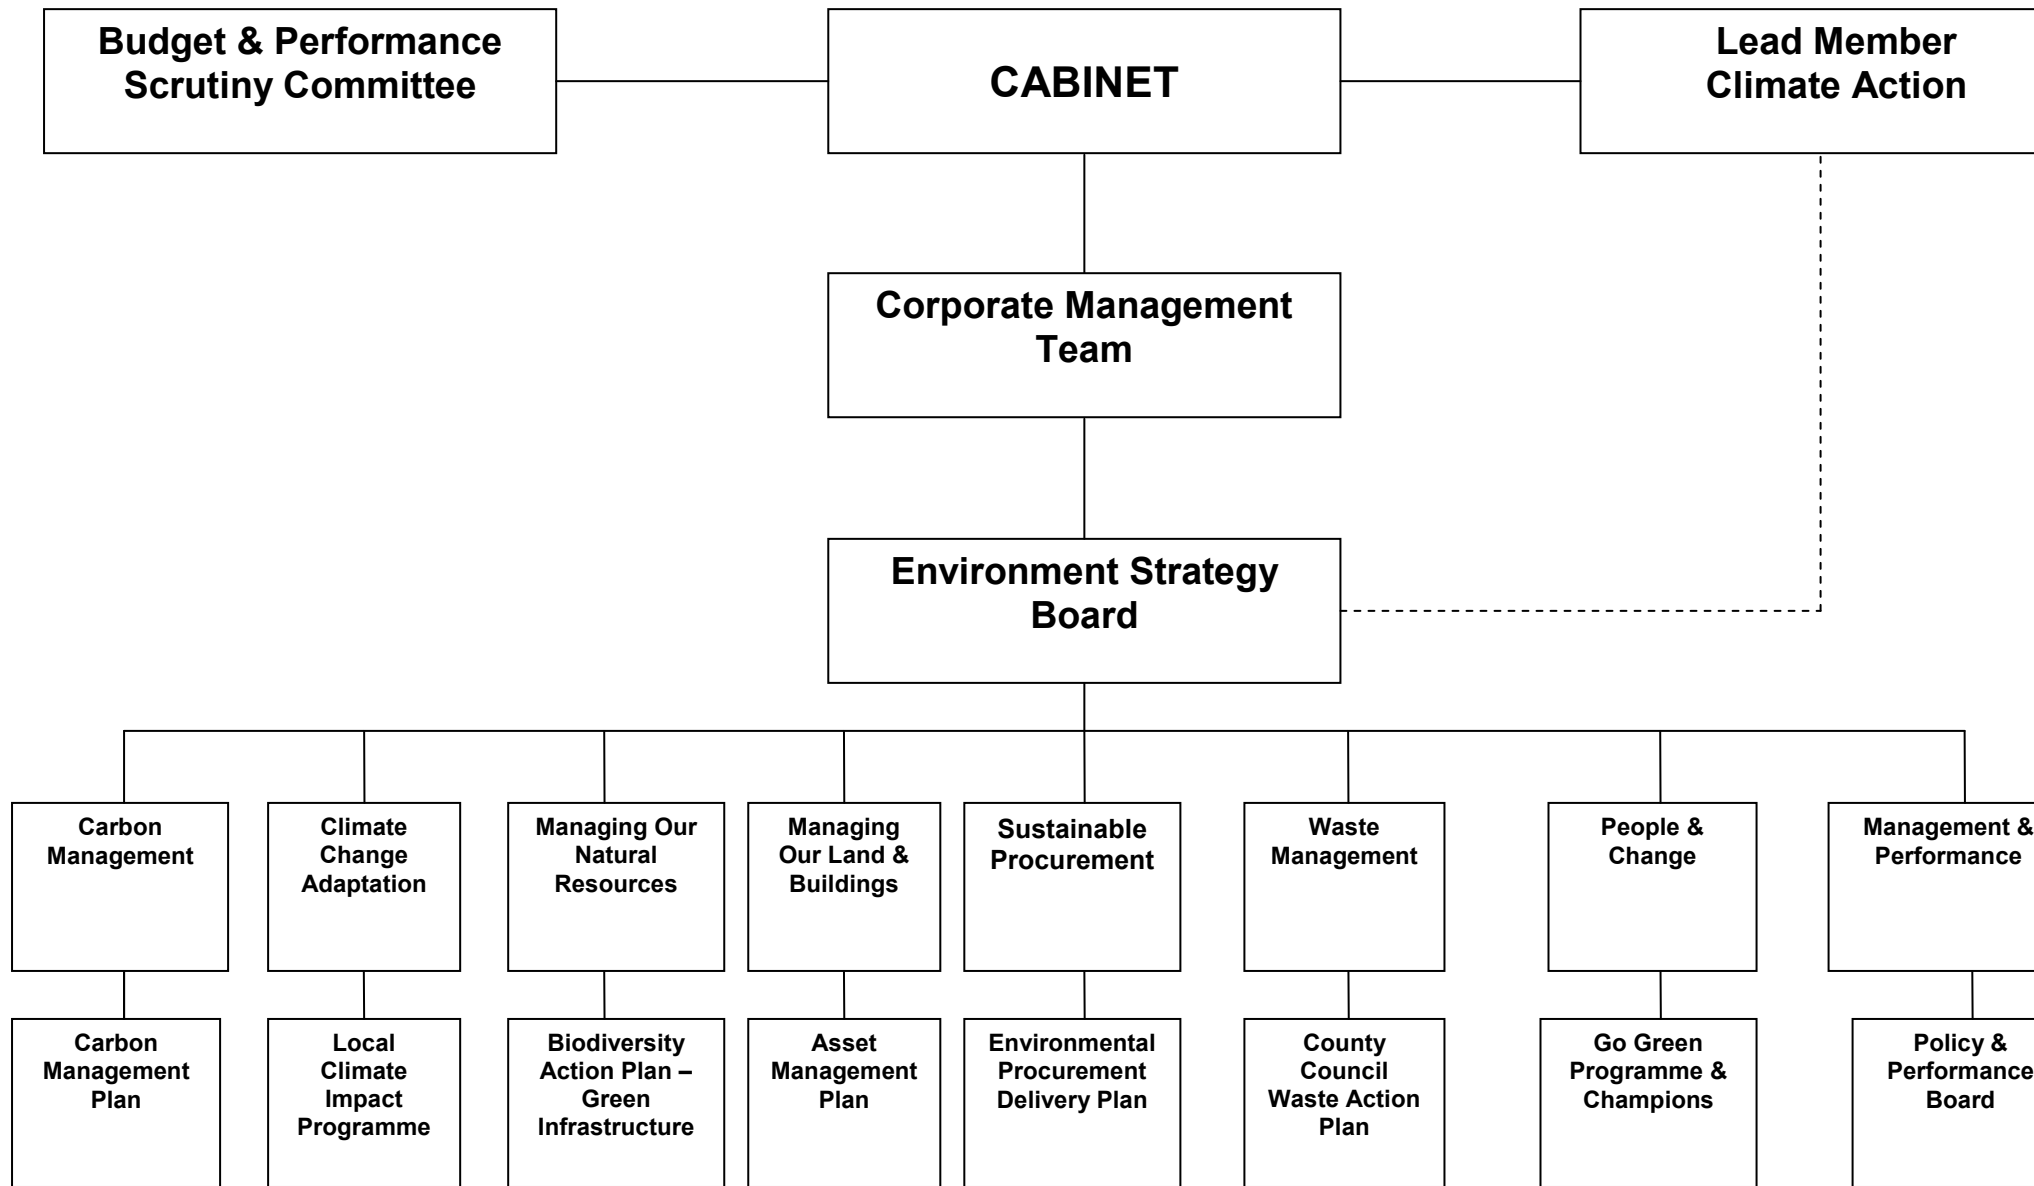 Budget & Performance
Scrutiny Committee
CABINET
Lead Member
Climate Action
Corporate Management
Team
Environment Strategy
Board
Carbon
Management
Climate
Change
Adaptation
Managing Our
Natural
Resources
Managing
Our Land &
Buildings
Sustainable
Procurement
Waste
Management
People &
Change
Management &
Performance
Carbon
Management
Plan
Local
Climate
Impact
Programme
Biodiversity
Action Plan –
Green
Infrastructure
Asset
Management
Plan
Environmental
Procurement
Delivery Plan
County
Council
Waste Action
Plan
Go Green
Programme &
Champions
Policy &
Performance
Board